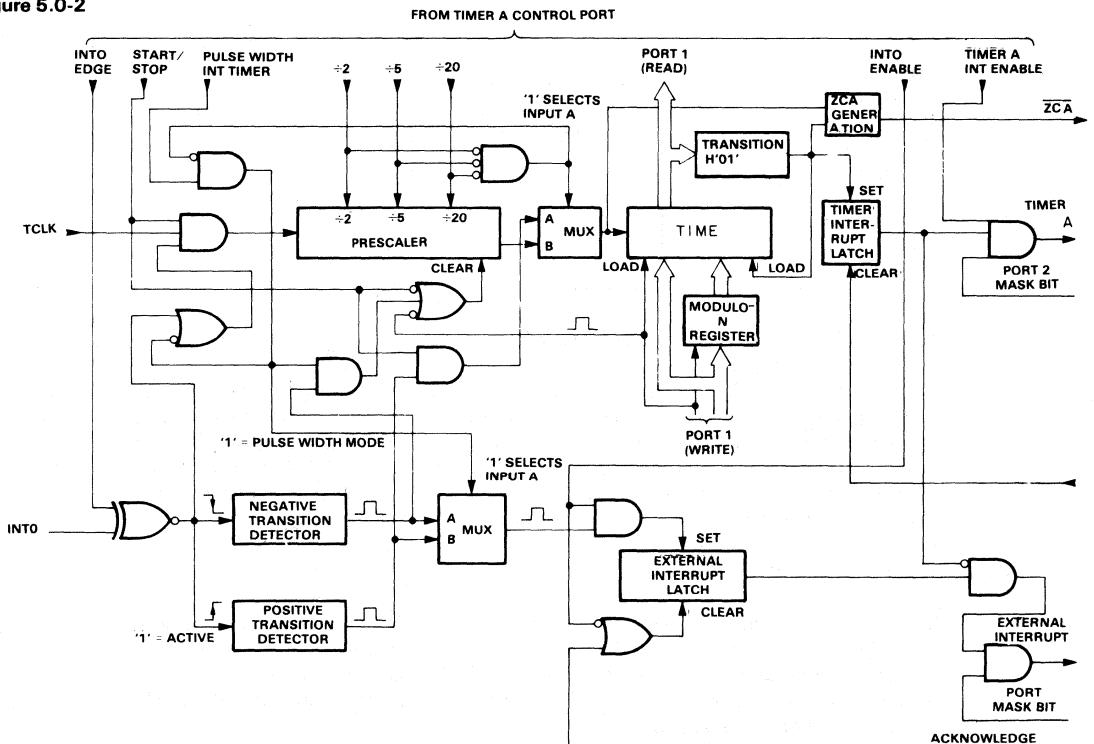 gure 5.0-2
FROM TIMER A CONTROL PORT
INTO
EDGE
START/
STOP
PULSE WIDTH
INT TIMER
÷2
÷5
÷20
PORT 1
(READ)
INTO
ENABLE
TIMER A
INT ENABLE
'1' SELECTS
INPUT A
ZCA
GENER
ATION
ZCA
TRANSITION
H'01'
SET
TIMER
INTER-
RUPT
LATCH
CLEAR
TIMER
A
PORT 2
MASK BIT
TCLK
÷2
÷5
÷20
PRESCALER
CLEAR
A
B
MUX
TIME
LOAD
LOAD
MODULO-
N
REGISTER
PORT 1
(WRITE)
'1' = PULSE WIDTH MODE
'1' SELECTS
INPUT A
INTO
NEGATIVE
TRANSITION
DETECTOR
A
B
MUX
SET
EXTERNAL
INTERRUPT
LATCH
CLEAR
POSITIVE
TRANSITION
DETECTOR
'1' = ACTIVE
EXTERNAL
INTERRUPT
PORT
MASK BIT
ACKNOWLEDGE